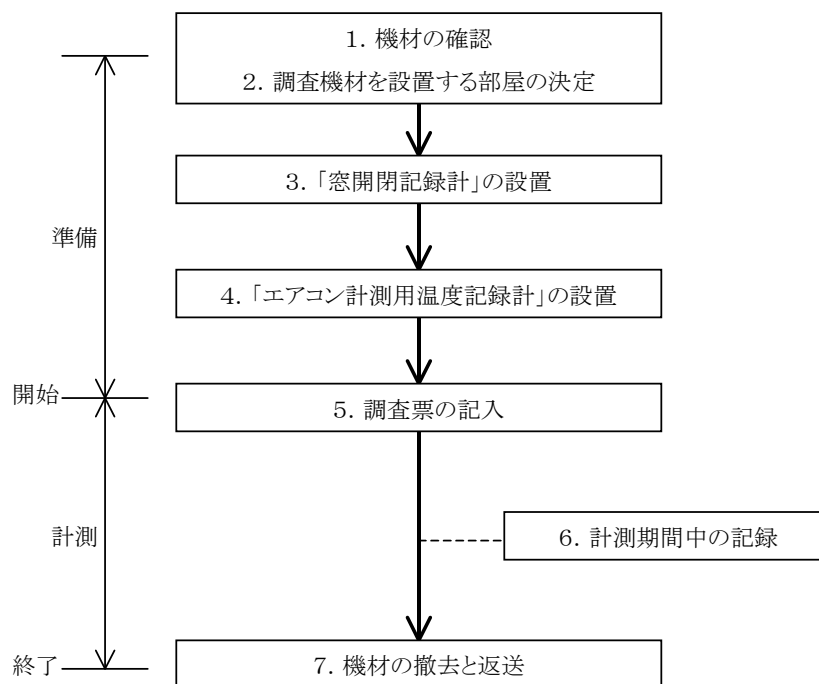 1. 機材の確認
2. 調査機材を設置する部屋の決定
3. 「窓開閉記録計」の設置
準備
4. 「エアコン計測用温度記録計」の設置
開始
5. 調査票の記入
計測
6. 計測期間中の記録
終了
7. 機材の撤去と返送